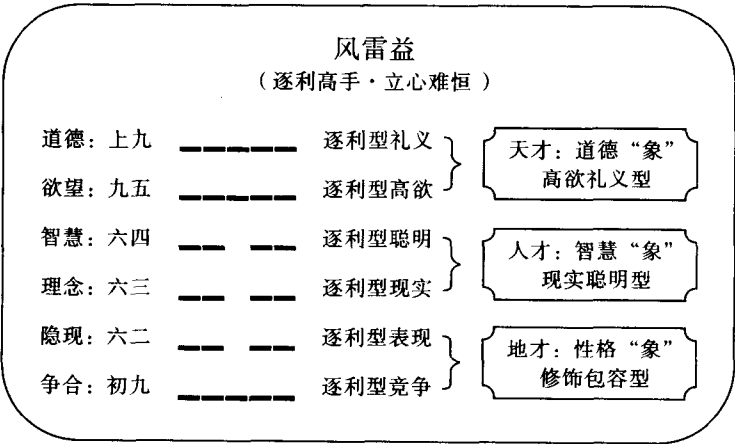 风雷益
（逐利高手·立心难恒）
道德：上九 逐利型礼义
欲望：九五 逐利型高欲
天才：道德“象”
高欲礼义型
智慧：六四 逐利型聪明
理念：六三 逐利型现实
人才：智慧“象”
现实聪明型
隐现：六二 逐利型表现
争合：初九 逐利型竞争
地才：性格“象”
修饰包容型